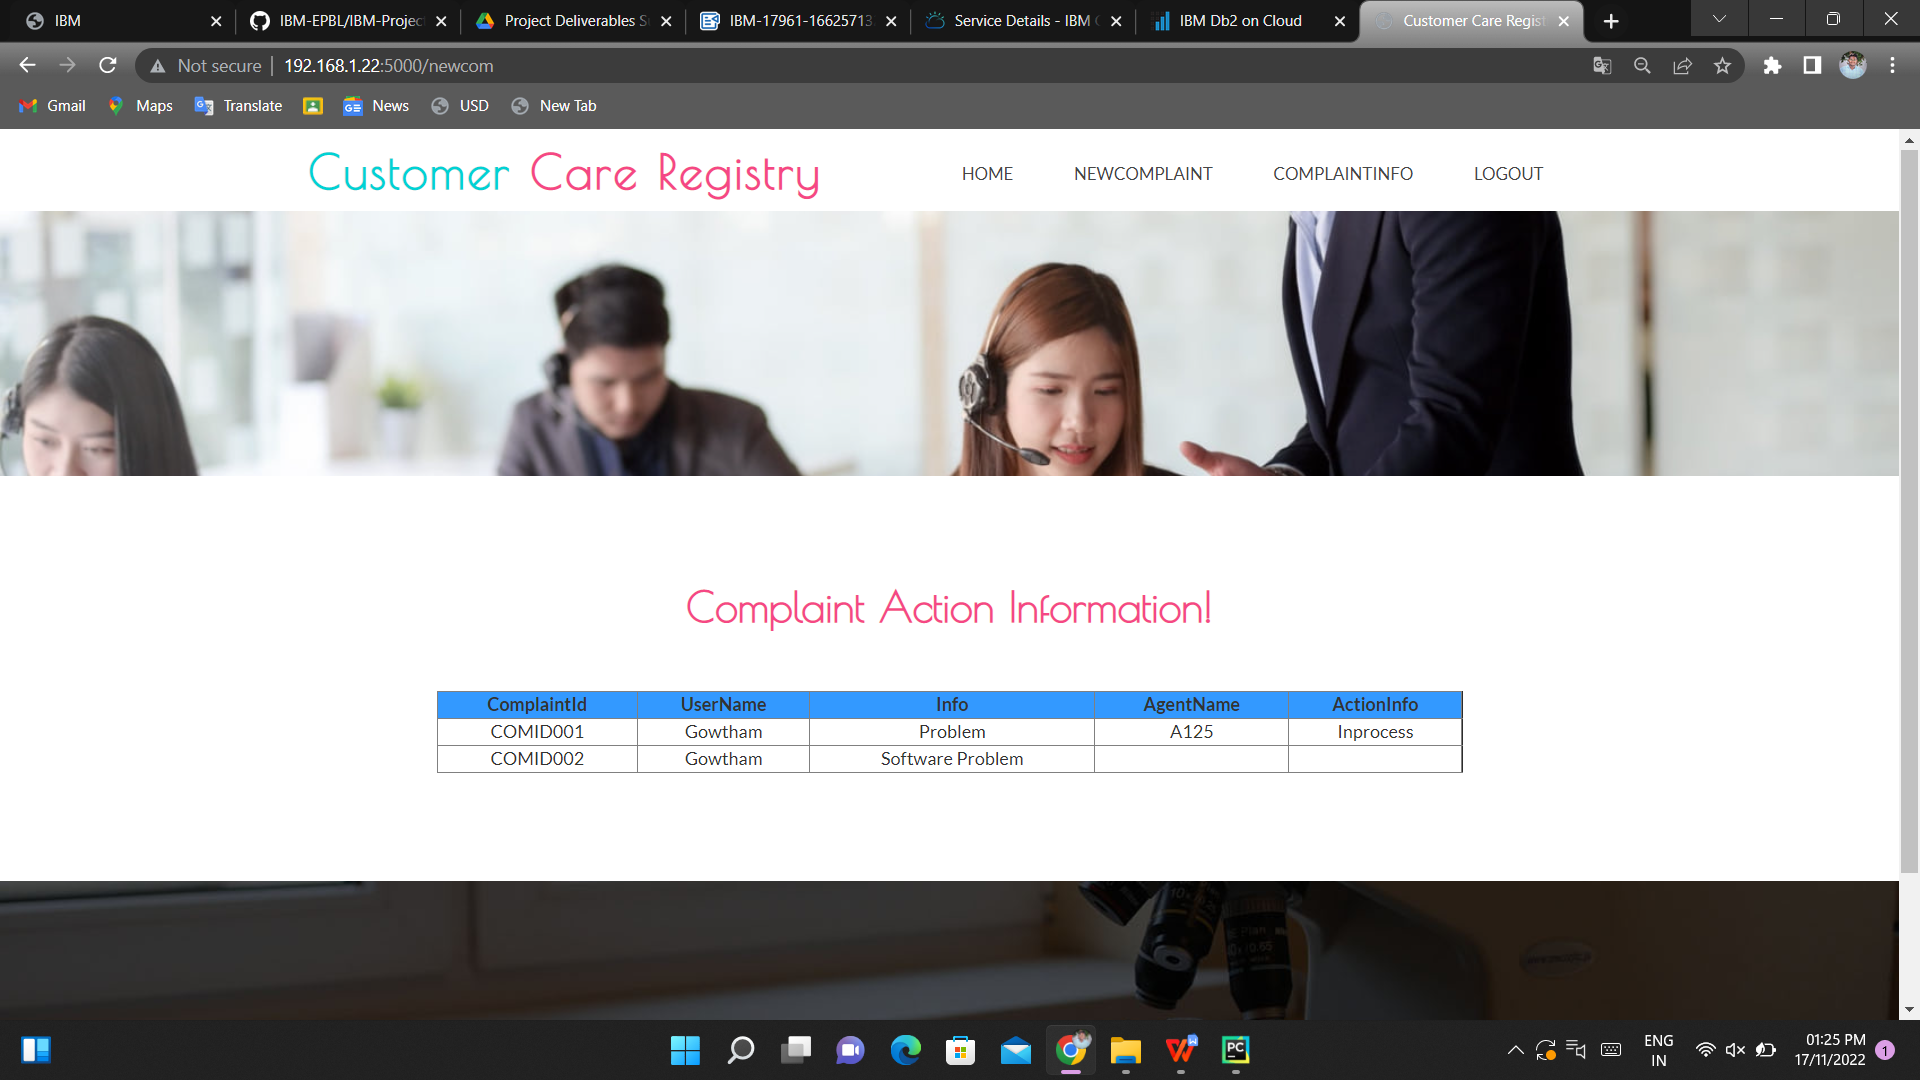 IBM
IBM-EPBL/IBM-Projec
Project Deliverables S
IBM-17961-16625713
Service Details - IBM
IBM Db2 on Cloud
Customer Care Regist
Not secure
192.168.1.22:5000/newcom
Gmail
Maps
Translate
News
USD
New Tab
Customer Care Registry
HOME
NEWCOMPLAINT
COMPLAINTINFO
LOGOUT
Complaint Action Information!
ComplaintId UserName Info AgentName ActionInfo
COMID001 Gowtham Problem A125 Inprocess
COMID002 Gowtham Software Problem
ENG
IN
01:25 PM
17/11/2022
1